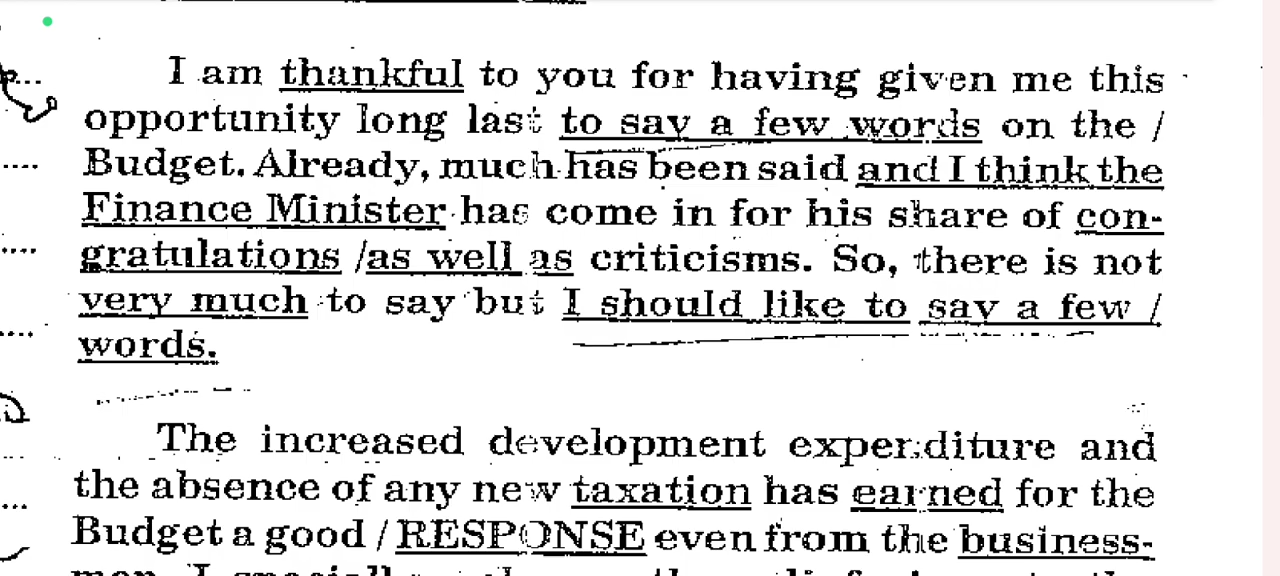 I am thankful to you for having given me this
opportunity long last to say a few words on the /
Budget. Already, much has been said and I think the
Finance Minister has come in for his share of con-
gratulations / as well as criticisms. So, there is not
very much to say but I should like to say a few /
words.
The increased development expenditure and
the absence of any new taxation has earned for the
Budget a good / RESPONSE even from the business-